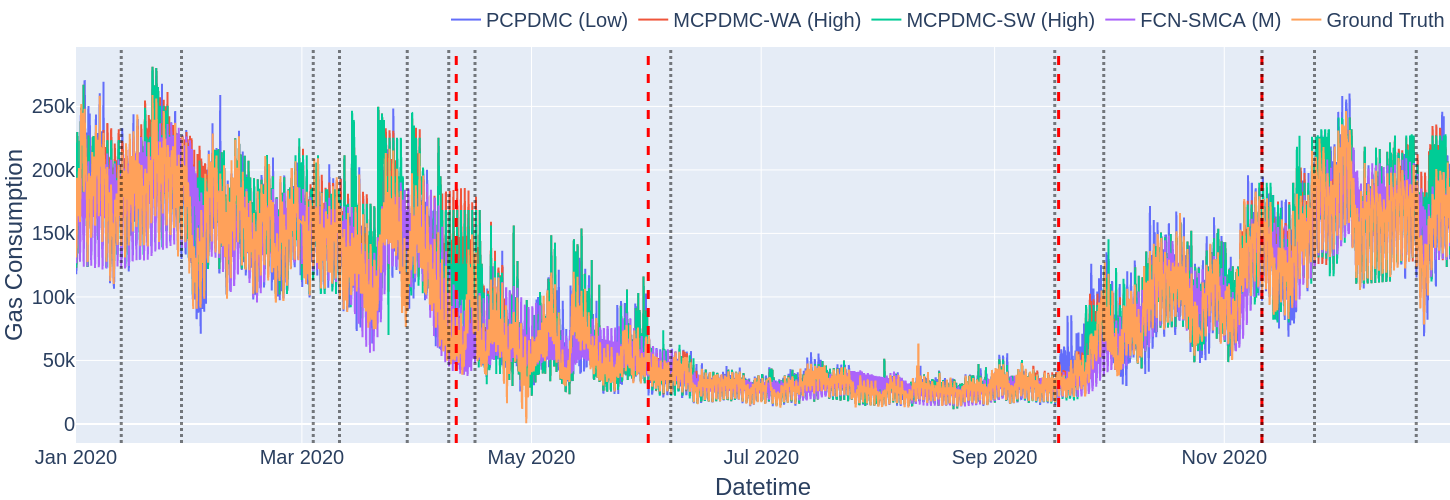 PCPDMC (Low) MCPDMC-WA (High) MCPDMC-SW (High) FCN-SMCA (M) Ground Truth
Gas Consumption
250k
200k
150k
100k
50k
0
Jan 2020 Mar 2020 May 2020 Jul 2020 Sep 2020 Nov 2020
Datetime